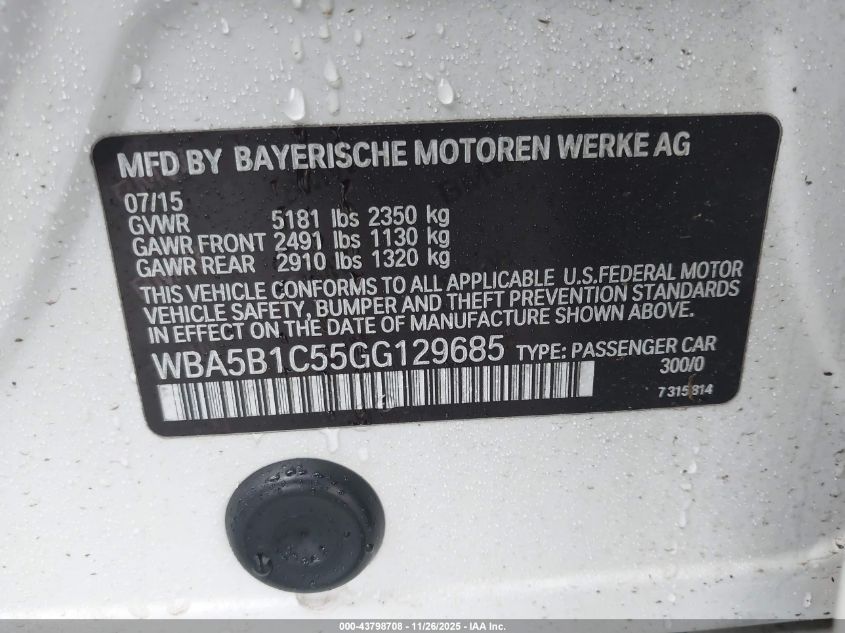 MFD BY BAYERISCHE MOTOREN WERKE AG
07/15
GVWR 5181 lbs 2350 kg
GAWR FRONT 2491 lbs 1130 kg
GAWR REAR 2910 lbs 1320 kg
THIS VEHICLE CONFORMS TO ALL APPLICABLE U.S.FEDERAL MOTOR
VEHICLE SAFETY, BUMPER AND THEFT PREVENTION STANDARDS
IN EFFECT ON THE DATE OF MANUFACTURE SHOWN ABOVE.
WBA5B1C55GG129685 TYPE: PASSENGER CAR
300/0
7 315 814
000-43798708 - 11/26/2025 - IAA Inc.